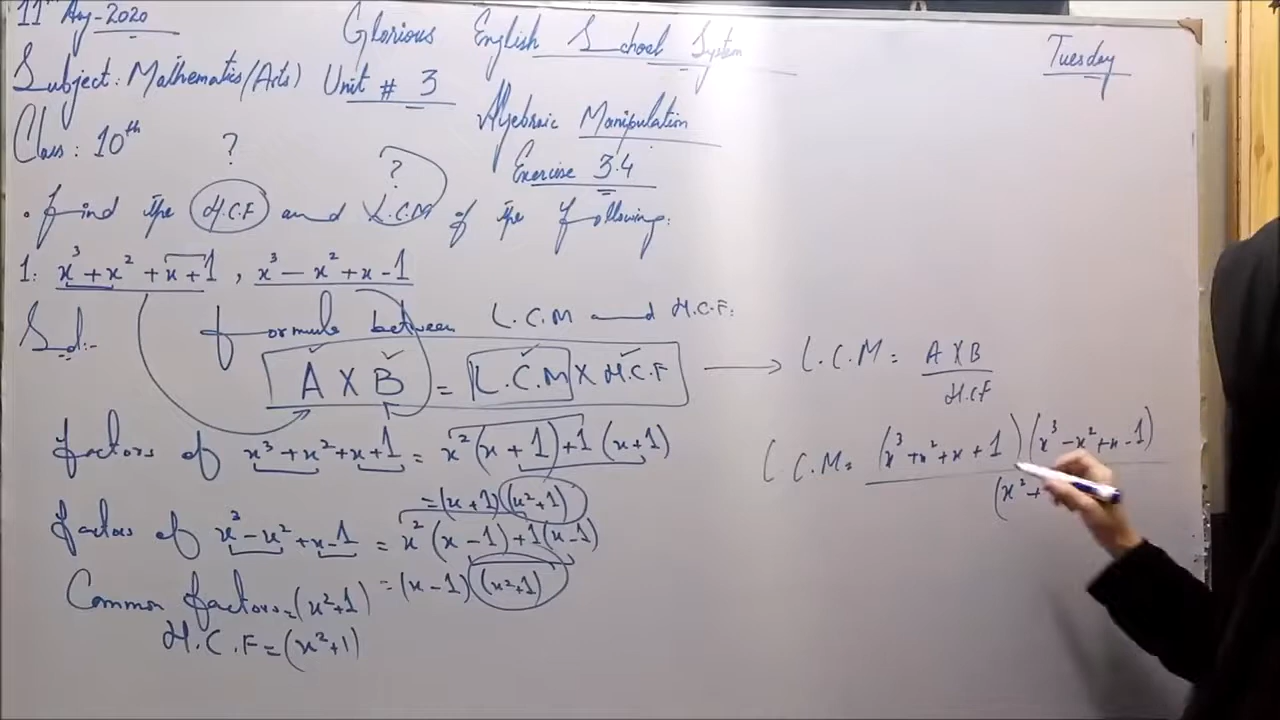 11th Aug-2020
Glorious English School System
Tuesday
Subject: Mathematics(Arts) Unit # 3
Algebraic Manipulation
Class: 10th
Exercise 3.4
? ?
• find the H.C.F and L.C.M of the following:
1: x³ + x² + x + 1 , x³ - x² + x - 1
Sol:-
formula between L.C.M and H.C.F:
A X B = L.C.M X H.C.F → L.C.M = A X B / H.C.F
factors of x³ + x² + x + 1 = x²(x + 1) + 1 (x + 1)
= (x + 1)(x² + 1)
factors of x³ - x² + x - 1 = x²(x - 1) + 1(x - 1)
= (x - 1)(x² + 1)
Common factors = (x² + 1)
H.C.F = (x² + 1)
L C.M = (x³ + x² + x + 1)(x³ - x² + x - 1)
(x² +